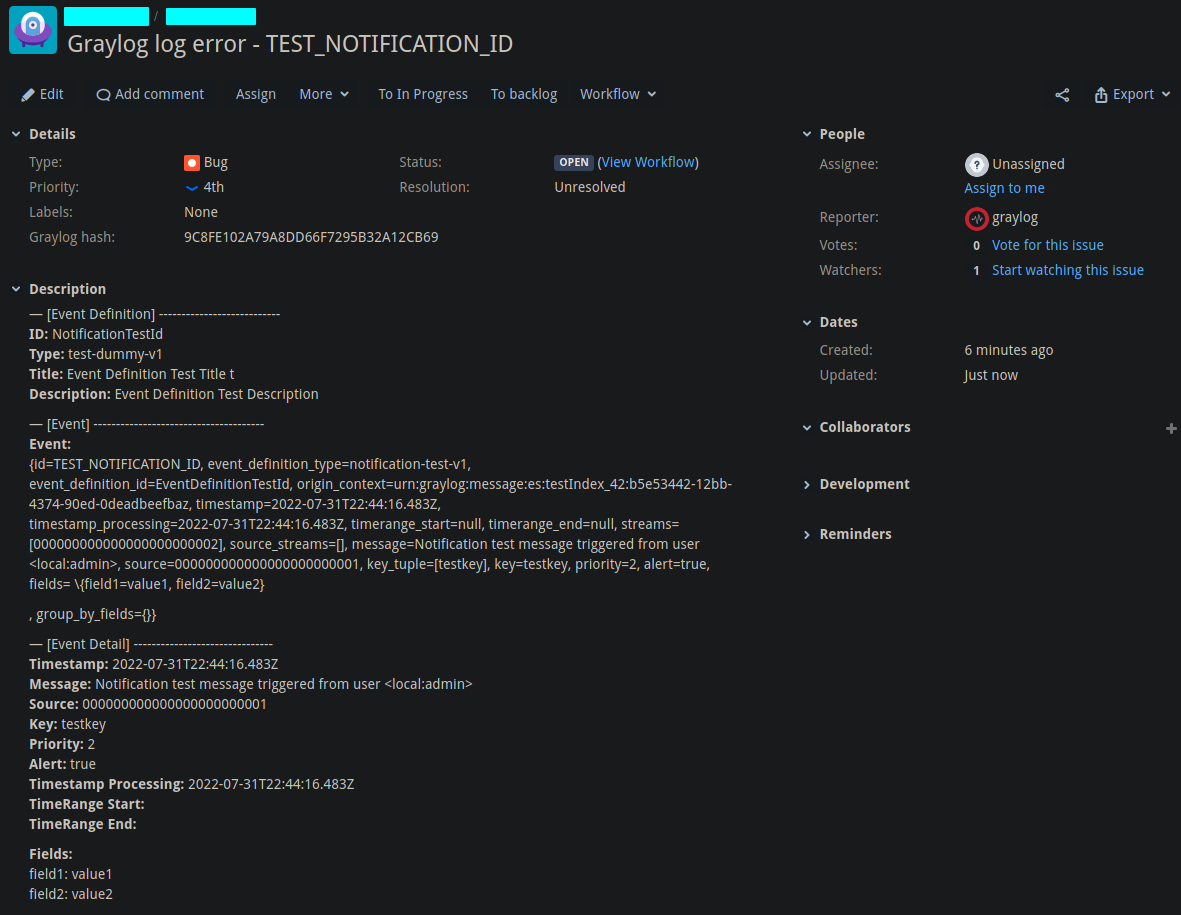 /
Graylog log error - TEST_NOTIFICATION_ID
Edit Add comment Assign More To In Progress To backlog Workflow Export
Details
Type: Bug Status: OPEN (View Workflow)
Priority: 4th Resolution: Unresolved
Labels: None
Graylog hash: 9C8FE102A79A8DD66F7295B32A12CB69
Description
— [Event Definition] ---------------------------
ID: NotificationTestId
Type: test-dummy-v1
Title: Event Definition Test Title t
Description: Event Definition Test Description
— [Event] --------------------------------------
Event:
{id=TEST_NOTIFICATION_ID, event_definition_type=notification-test-v1,
event_definition_id=EventDefinitionTestId, origin_context=urn:graylog:message:es:testIndex_42:b5e53442-12bb-
4374-90ed-0deadbeefbaz, timestamp=2022-07-31T22:44:16.483Z,
timestamp_processing=2022-07-31T22:44:16.483Z, timerange_start=null, timerange_end=null, streams=
[000000000000000000000002], source_streams=[], message=Notification test message triggered from user
<local:admin>, source=000000000000000000000001, key_tuple=[testkey], key=testkey, priority=2, alert=true,
fields= \{field1=value1, field2=value2}
, group_by_fields={}}
— [Event Detail] -------------------------------
Timestamp: 2022-07-31T22:44:16.483Z
Message: Notification test message triggered from user <local:admin>
Source: 000000000000000000000001
Key: testkey
Priority: 2
Alert: true
Timestamp Processing: 2022-07-31T22:44:16.483Z
TimeRange Start:
TimeRange End:
Fields:
field1: value1
field2: value2
People
Assignee: ? Unassigned
Assign to me
Reporter: graylog
Votes: 0 Vote for this issue
Watchers: 1 Start watching this issue
Dates
Created: 6 minutes ago
Updated: Just now
Collaborators
Development
Reminders